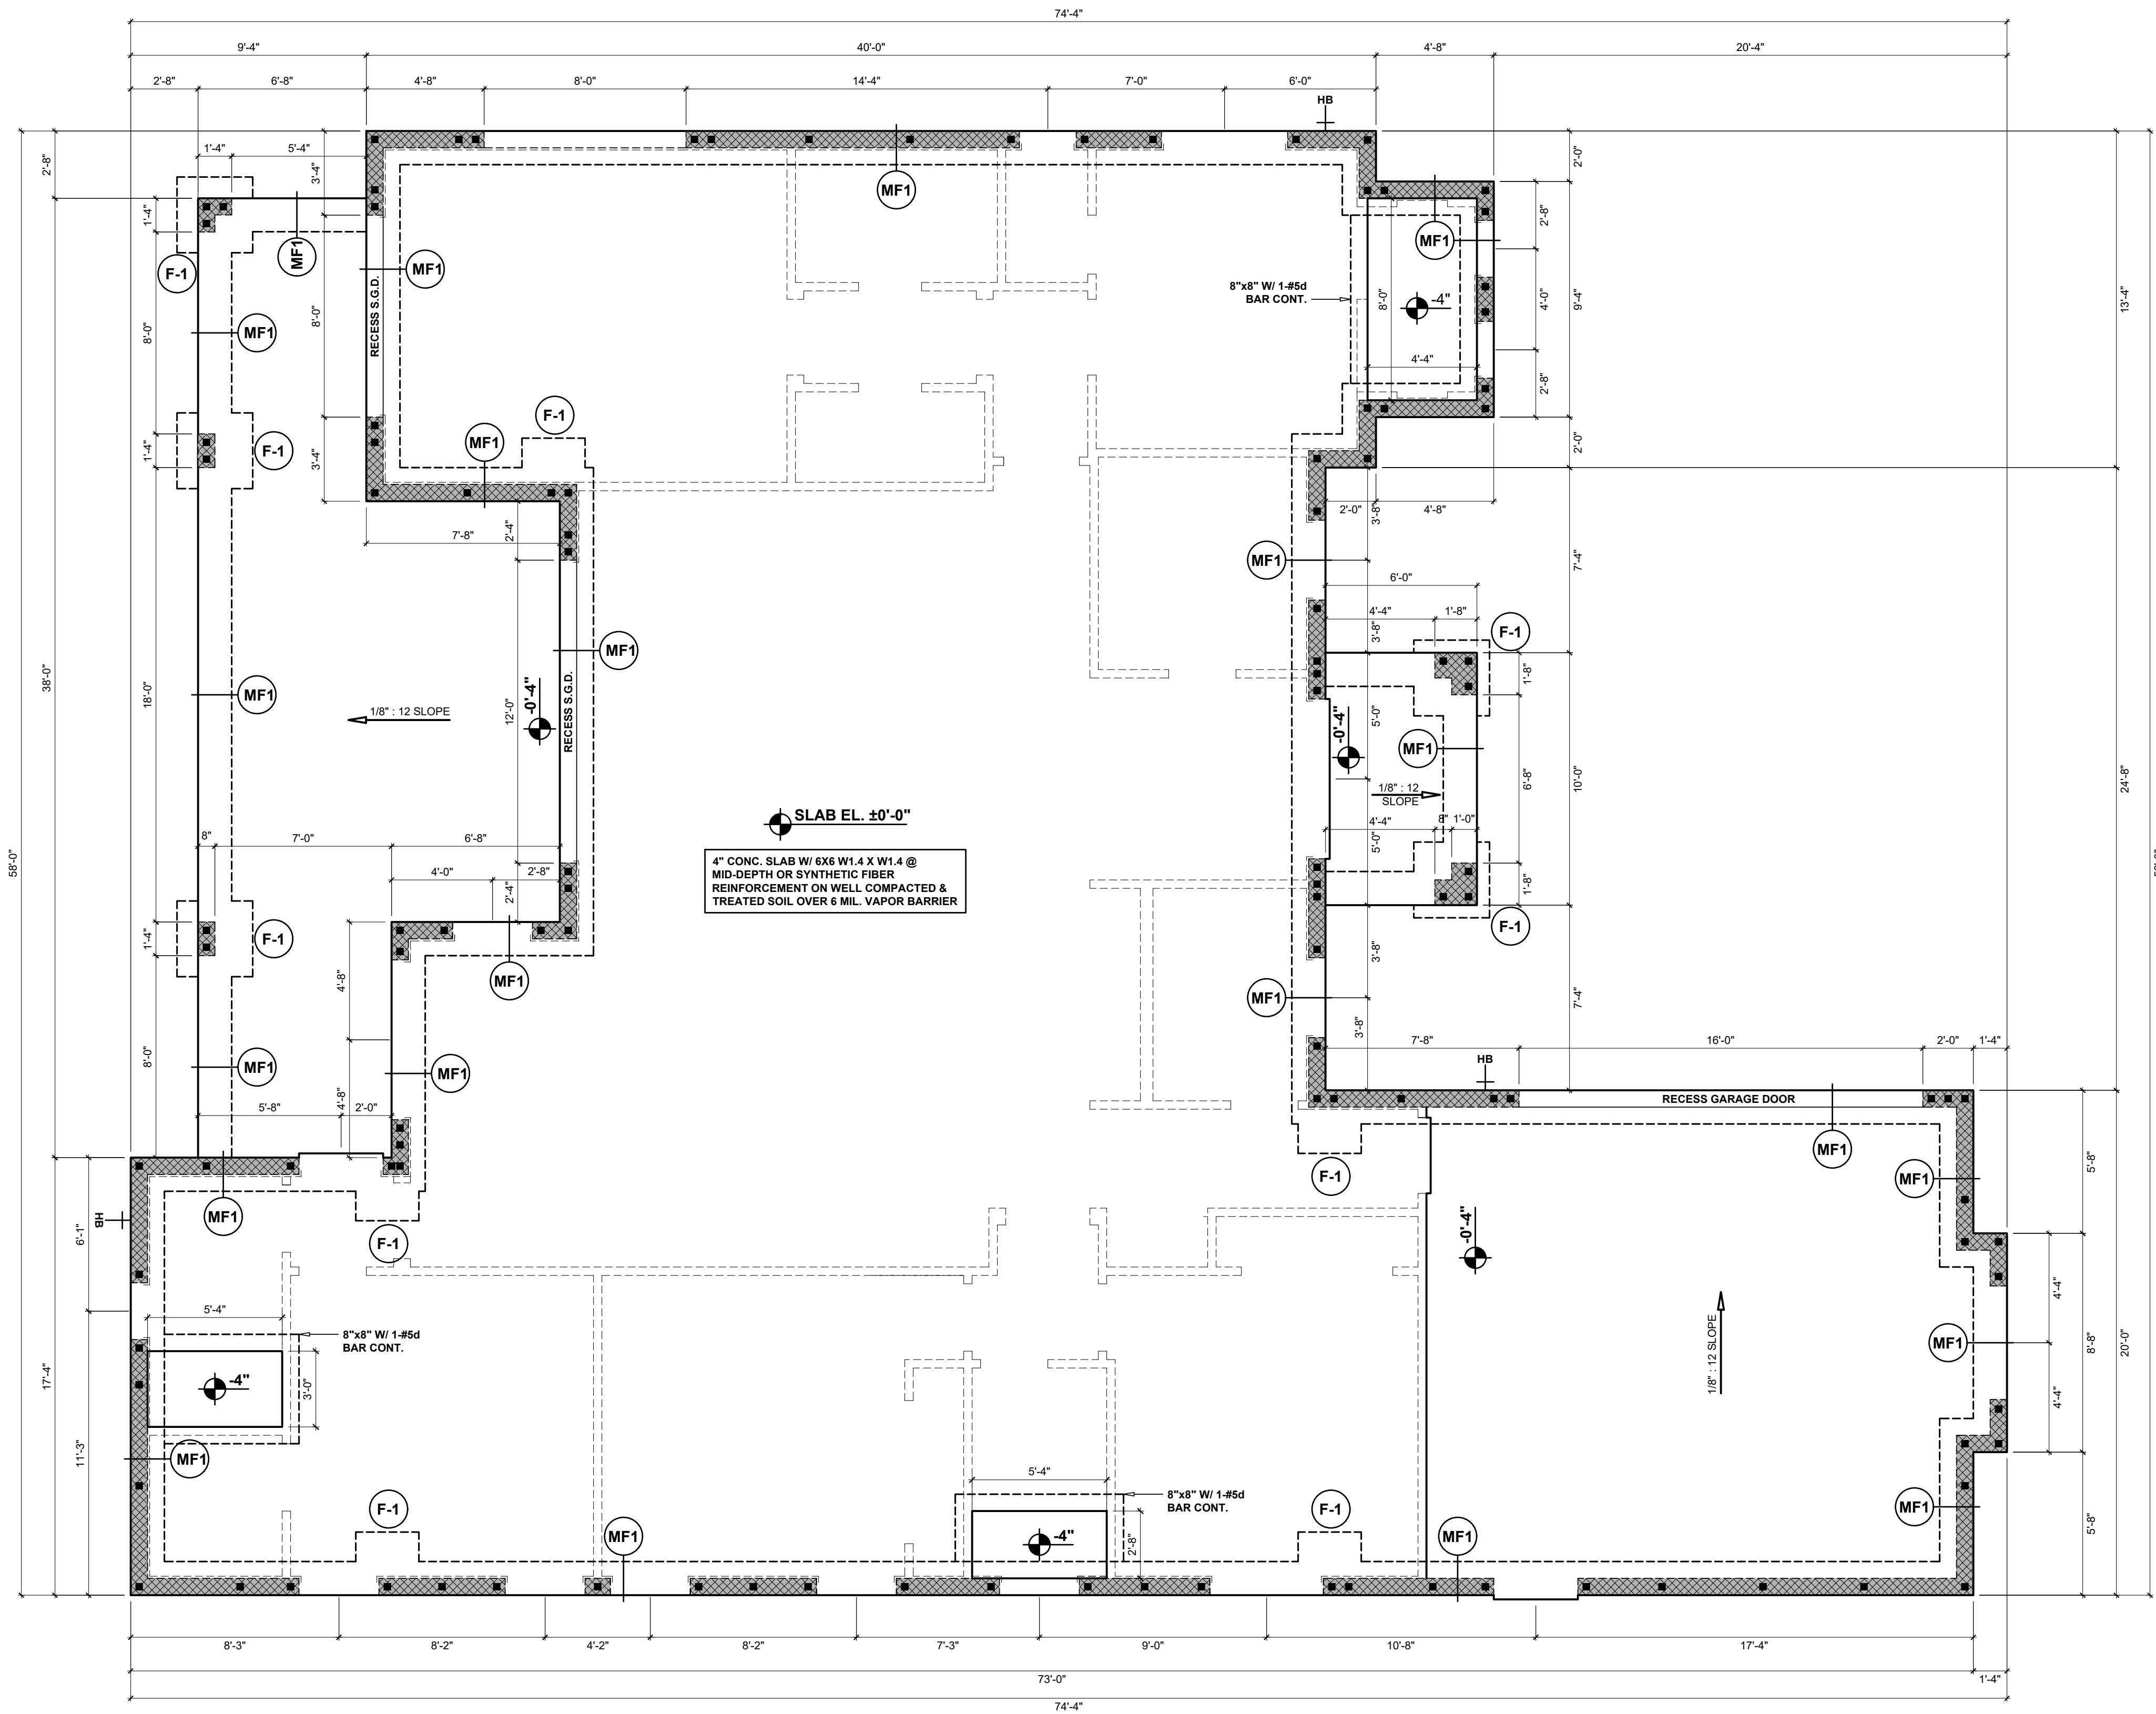 74'-4"
9'-4" 40'-0" 4'-8" 20'-4"
2'-8" 6'-8" 4'-8" 8'-0" 14'-4" 7'-0" 6'-0"
HB
2'-8"
1'-4" 5'-4"
3'-4"
2'-0"
MF1
1'-4"
MF1
F-1
MF1
RECESS S.G.D.
8'-0"
8'-0"
MF1
8"x8" W/ 1-#5d
BAR CONT.
8'-0"
-4"
4'-4"
MF1
2'-8"
4'-0"
2'-8"
9'-4"
13'-4"
F-1
MF1
F-1
1'-4"
3'-4"
2'-0"
2'-0" 4'-8"
3'-8"
7'-8"
2'-4"
MF1
7'-4"
6'-0"
4'-4" 1'-8"
3'-8"
F-1
1'-8"
38'-0"
18'-0"
MF1
1/8" : 12 SLOPE
12'-0"
-0'-4"
RECESS S.G.D.
MF1
5'-0"
-0'-4"
MF1
1/8" : 12
SLOPE
6'-8"
10'-0"
24'-8"
SLAB EL. ±0'-0"
4" CONC. SLAB W/ 6X6 W1.4 X W1.4 @
MID-DEPTH OR SYNTHETIC FIBER
REINFORCEMENT ON WELL COMPACTED &
TREATED SOIL OVER 6 MIL. VAPOR BARRIER
8" 7'-0" 6'-8"
4'-0" 2'-8"
2'-4"
4'-4" 8" 1'-0"
5'-0"
1'-8"
F-1
58'-0"
1'-4"
F-1
MF1
3'-8"
4'-8"
MF1
7'-4"
3'-8"
8'-0"
MF1
MF1
5'-8" 4'-8" 2'-0"
7'-8" 16'-0" 2'-0" 1'-4"
HB
RECESS GARAGE DOOR
MF1
F-1
MF1
5'-8"
HB
MF1
F-1
6'-1"
-0'-4"
5'-4"
8"x8" W/ 1-#5d
BAR CONT.
-4"
3'-0"
17'-4"
11'-3"
MF1
1/8" : 12 SLOPE
MF1
4'-4"
4'-4"
8'-8"
20'-0"
5'-4"
8"x8" W/ 1-#5d
BAR CONT.
-4"
2'-8"
F-1
MF1
F-1
MF1
MF1
5'-8"
8'-3" 8'-2" 4'-2" 8'-2" 7'-3" 9'-0" 10'-8" 17'-4"
73'-0" 1'-4"
74'-4"